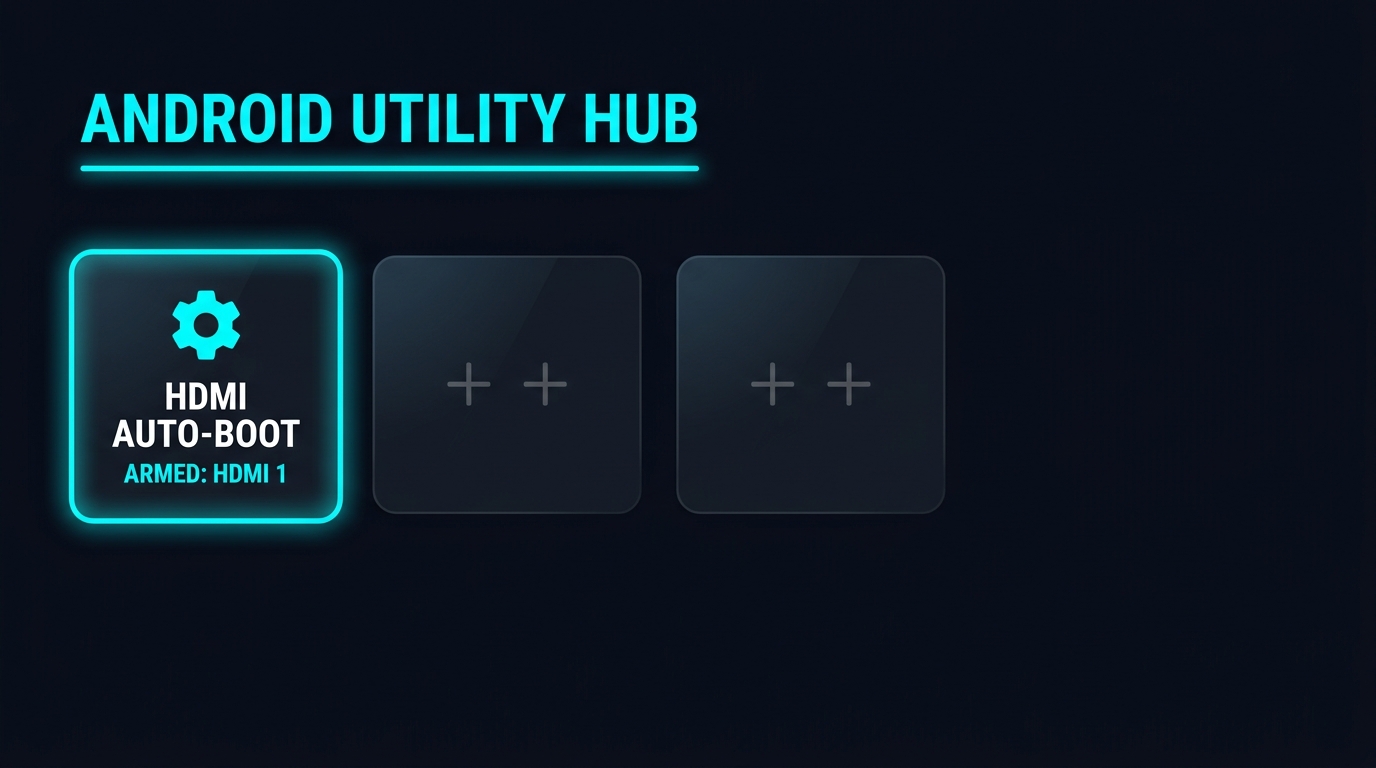 ANDROID UTILITY HUB
HDMI
AUTO-BOOT
ARMED: HDMI 1
+ +
+ +